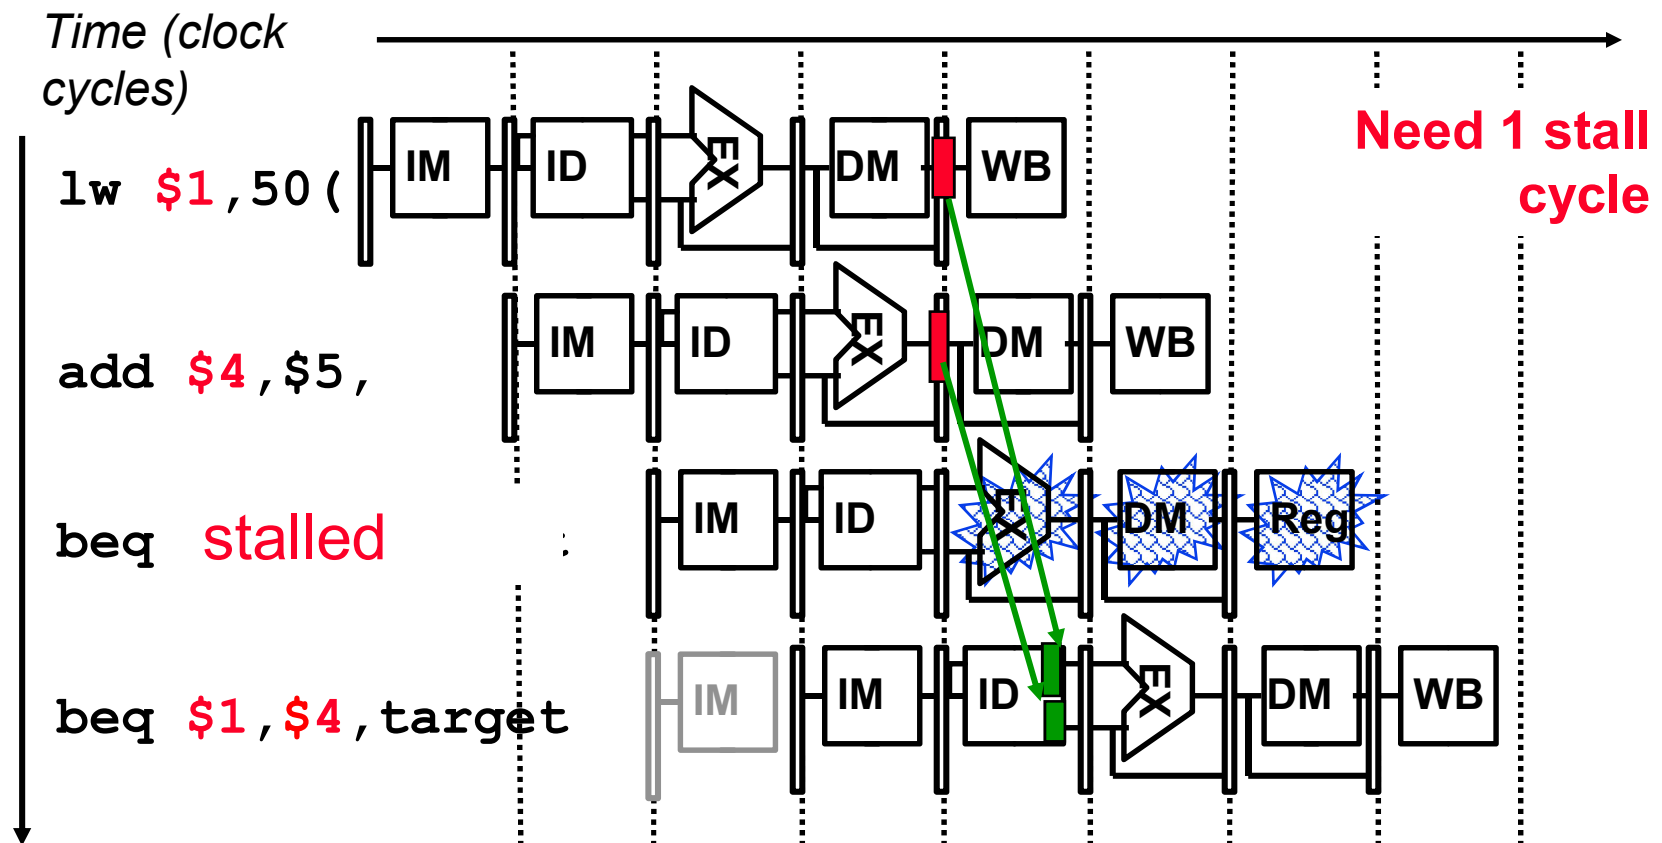 Time (clock
cycles)
Need 1 stall
cycle
lw $1,50( IM ID EX DM WB
add $4,$5, IM ID EX DM WB
beq stalled . IM ID EX DM Reg
beq $1,$4,target IM IM ID EX DM WB